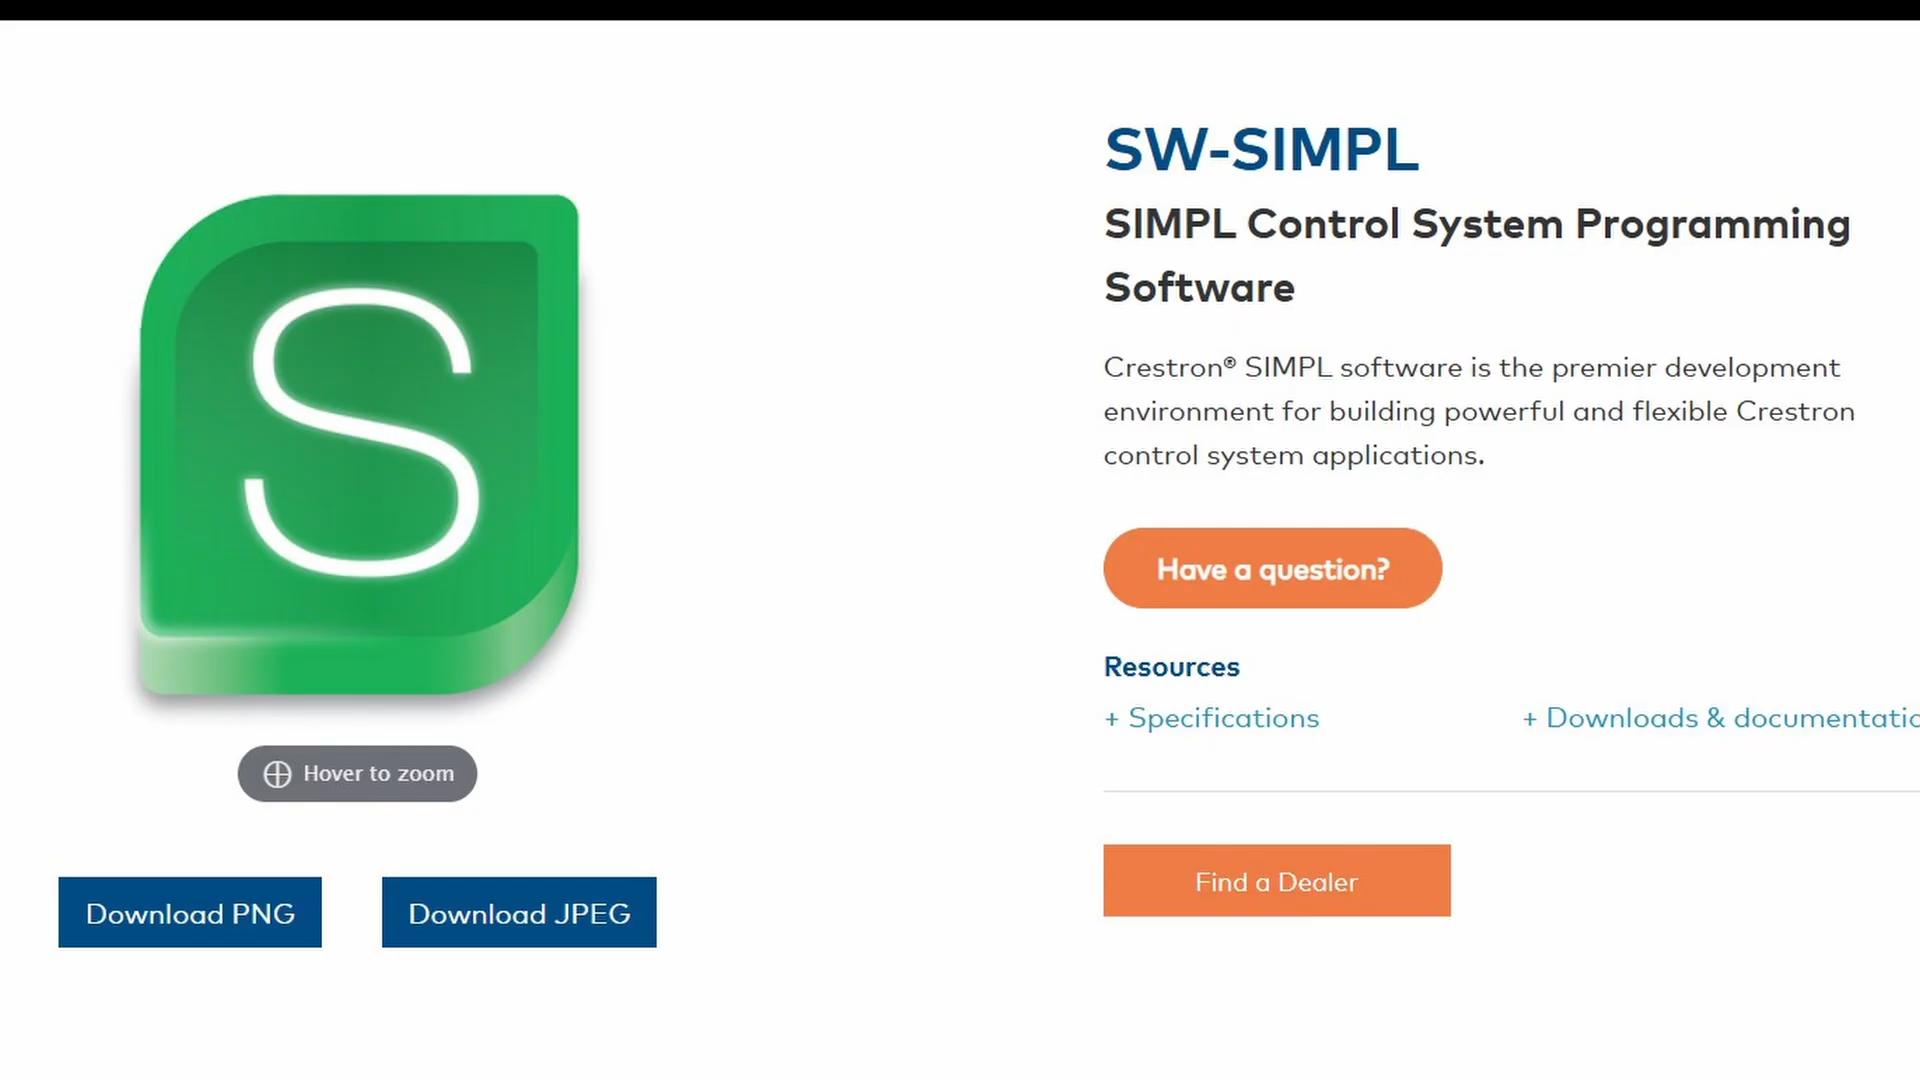 S
SW-SIMPL
SIMPL Control System Programming
Software
Crestron® SIMPL software is the premier development
environment for building powerful and flexible Crestron
control system applications.
Have a question?
Resources
+ Specifications
+ Downloads & documentatio
Find a Dealer
Hover to zoom
Download PNG
Download JPEG